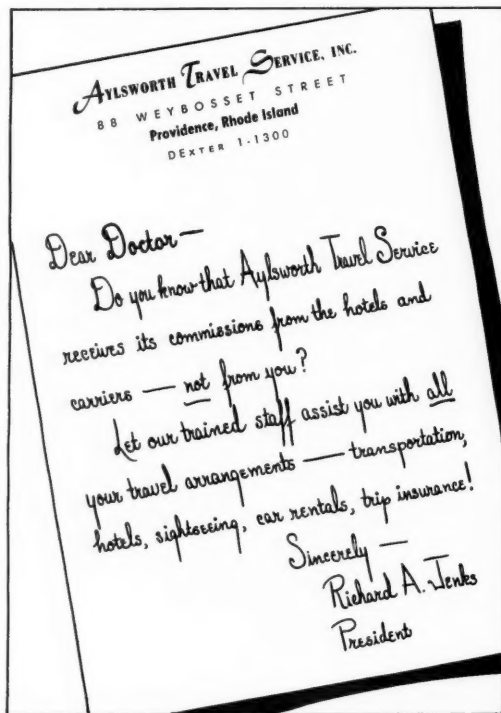 AYLSWORTH TRAVEL SERVICE, INC.
88 WEYBOSSET STREET
Providence, Rhode Island
DEXTER 1-1300
Dear Doctor —
Do you know that Aylsworth Travel Service
receives its commissions from the hotels and
carriers — not from you?
Let our trained staff assist you with all
your travel arrangements — transportation,
hotels, sightseeing, car rentals, trip insurance!
Sincerely —
Richard A. Jenks
President